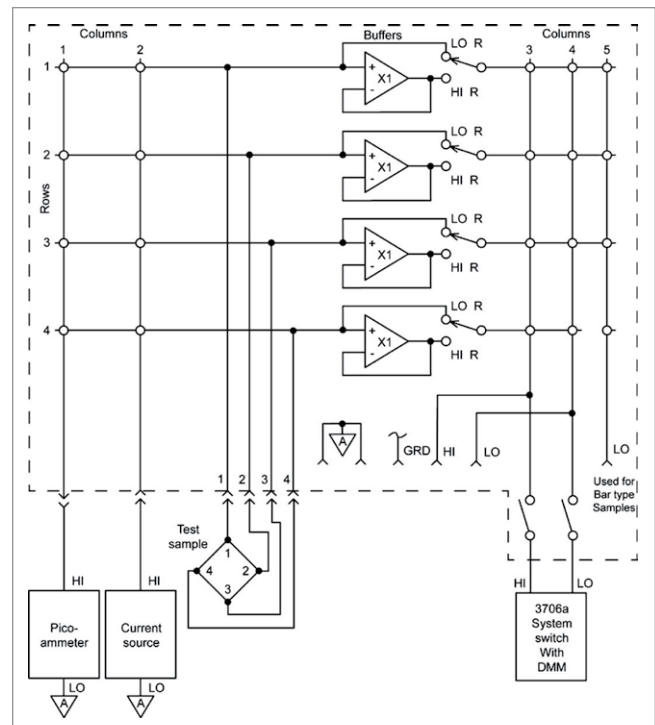 Columns Buffers Columns
1 2 3 4 5
LO R
1 + X1 -
HI R
LO R
2 + X1 -
HI R
Rows
LO R
3 + X1 -
HI R
LO R
4 + X1 -
HI R
A GRD HI LO LO
1 2 3 4
Used for
Bar type
Samples
Test
sample
1
4 2
3
HI HI HI LO
Pico-
ammeter
Current
source
3706a
System
switch
With
DMM
LO LO
A A